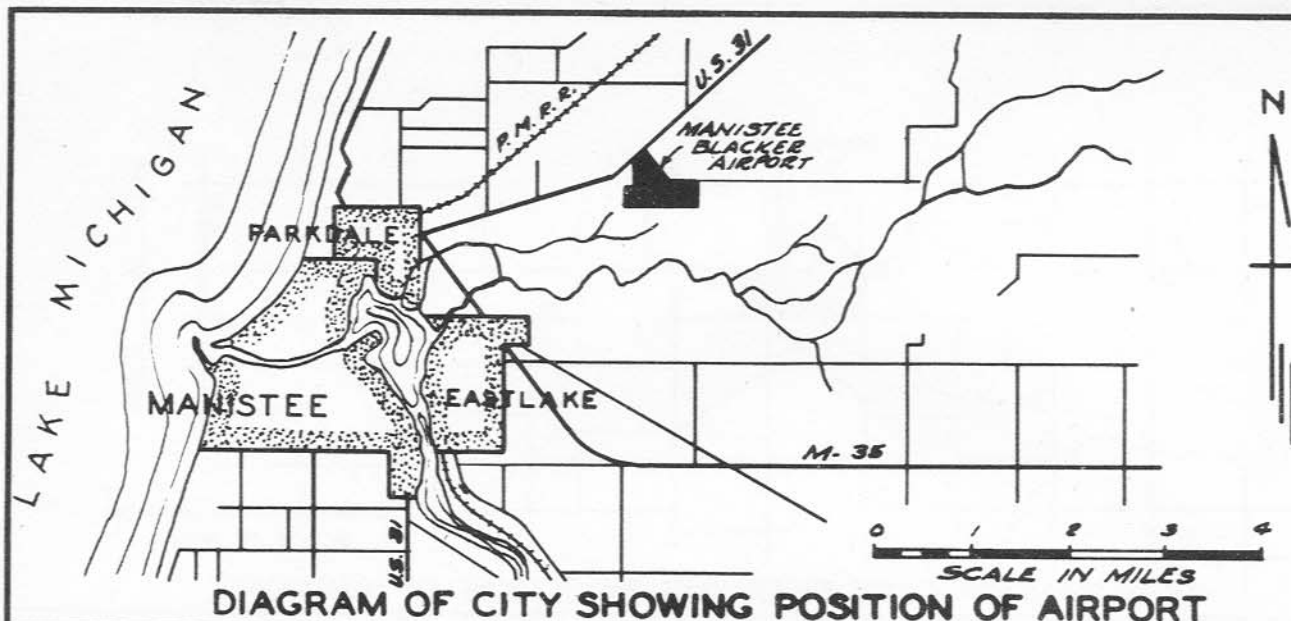 LAKE MICHIGAN
P. M. R. R.
U.S. 31
MANISTEE
BLACKER
AIRPORT
N
PARKDALE
MANISTEE
EASTLAKE
M-35
U.S. 31
0 1 2 3 4
SCALE IN MILES
DIAGRAM OF CITY SHOWING POSITION OF AIRPORT